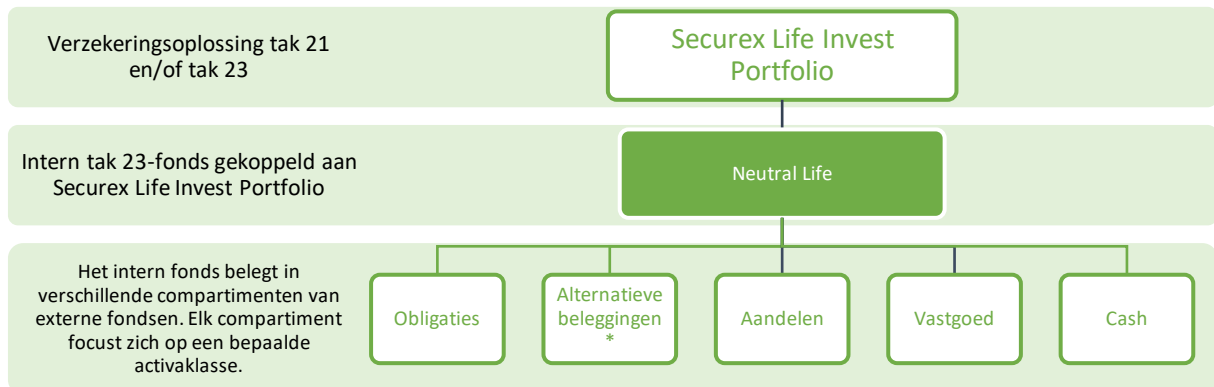 Verzekeringsoplossing tak 21
en/of tak 23
Securex Life Invest
Portfolio
Intern tak 23-fonds gekoppeld aan
Securex Life Invest Portfolio
Neutral Life
Het intern fonds belegt in
verschillende compartimenten van
externe fondsen. Elk compartiment
focust zich op een bepaalde
activaklasse.
Obligaties
Alternatieve
beleggingen
*
Aandelen
Vastgoed
Cash